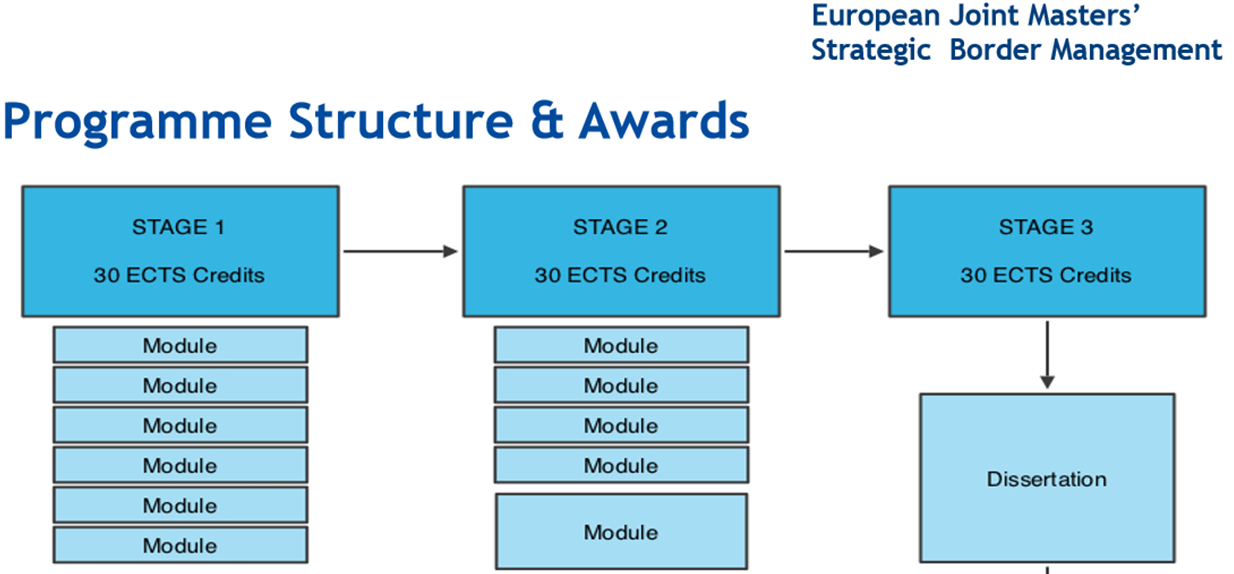 European Joint Masters’
Strategic Border Management
Programme Structure & Awards
STAGE 1
30 ECTS Credits
Module
Module
Module
Module
Module
Module
STAGE 2
30 ECTS Credits
Module
Module
Module
Module
Module
STAGE 3
30 ECTS Credits
Dissertation